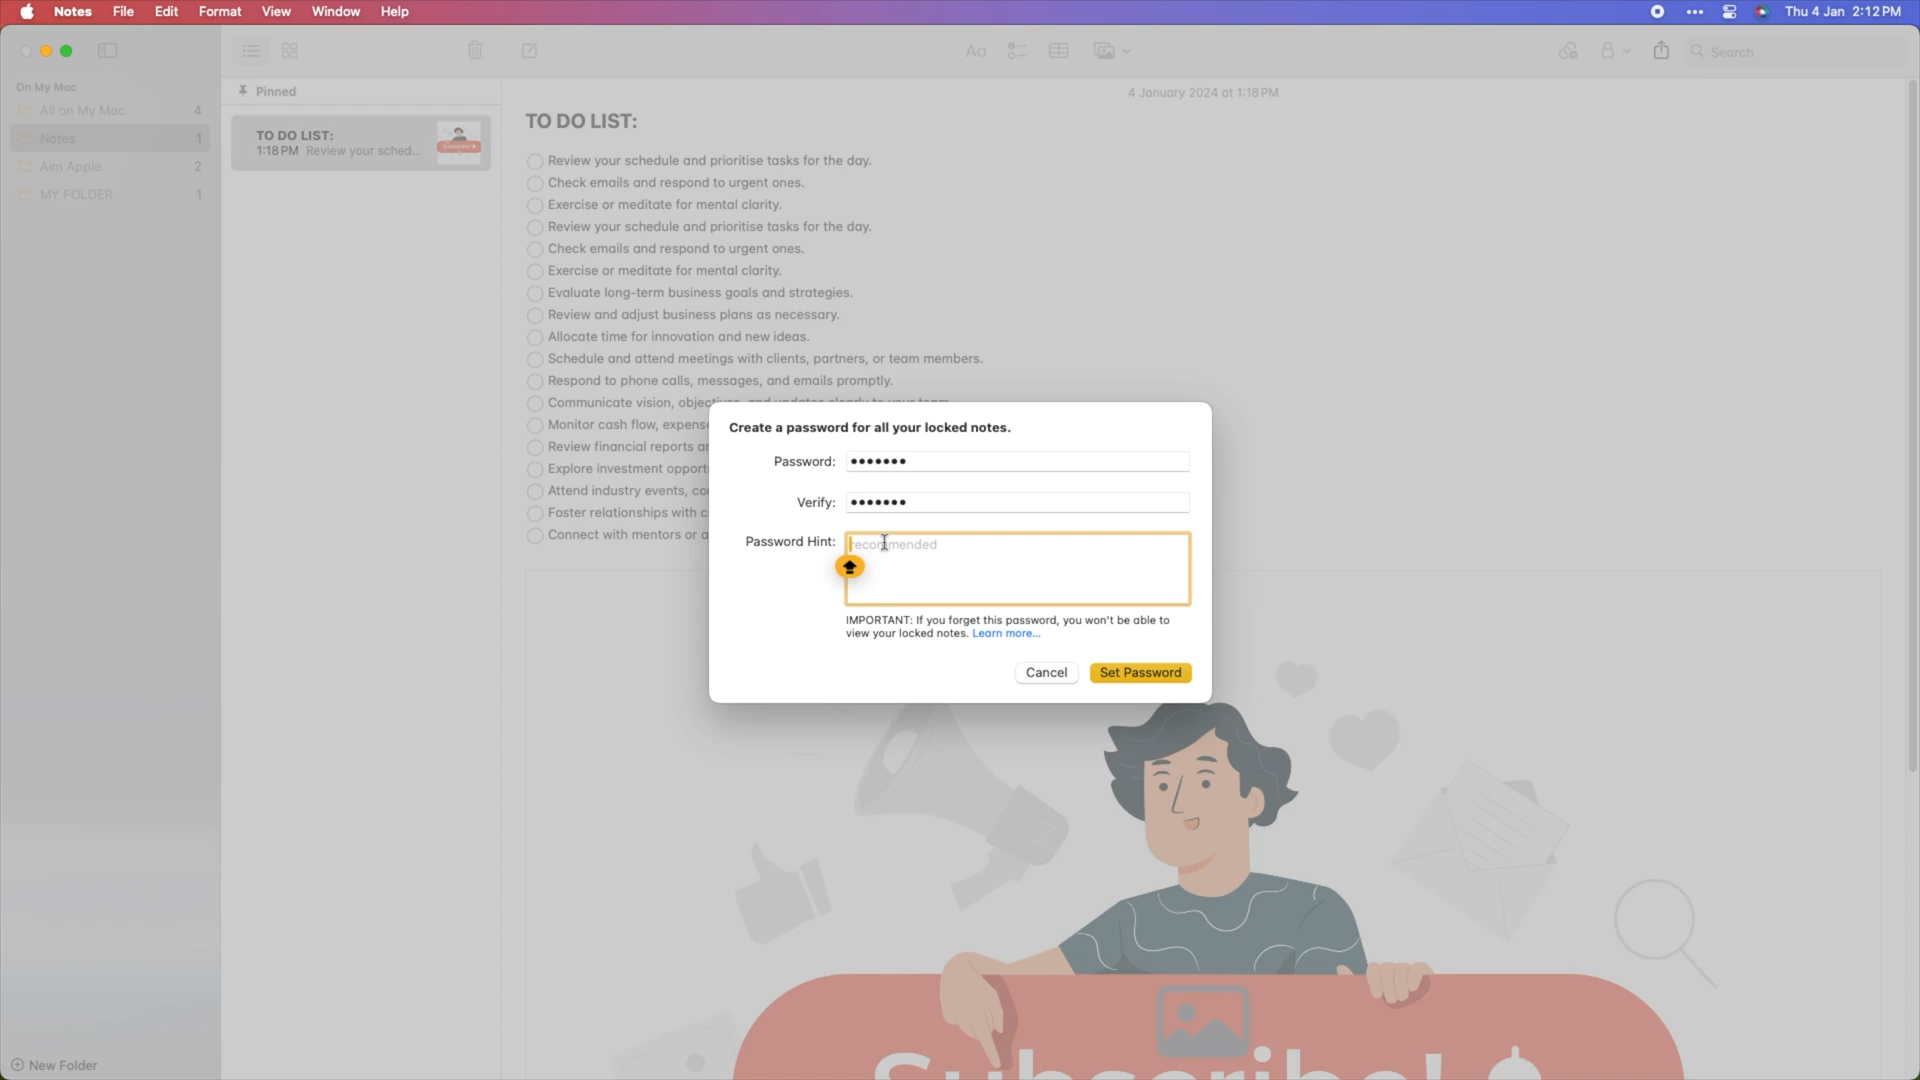 Notes File Edit Format View Window Help
Thu 4 Jan 2:12 PM
Search
On My Mac
All on My Mac 4
Notes 1
Aim Apple 2
MY FOLDER 1
New Folder
Pinned
TO DO LIST:
1:18 PM Review your sched...
4 January 2024 at 1:18 PM
TO DO LIST:
Review your schedule and prioritise tasks for the day.
Check emails and respond to urgent ones.
Exercise or meditate for mental clarity.
Review your schedule and prioritise tasks for the day.
Check emails and respond to urgent ones.
Exercise or meditate for mental clarity.
Evaluate long-term business goals and strategies.
Review and adjust business plans as necessary.
Allocate time for innovation and new ideas.
Schedule and attend meetings with clients, partners, or team members.
Respond to phone calls, messages, and emails promptly.
Communicate vision,
Monitor cash flow,
Review financial reports
Explore investment
Attend industry events,
Foster relationships with
Connect with mentors or
Create a password for all your locked notes.
Password: •••••••
Verify: •••••••
Password Hint: recommended
IMPORTANT: If you forget this password, you won't be able to
view your locked notes. Learn more...
Cancel Set Password
Subscribe!